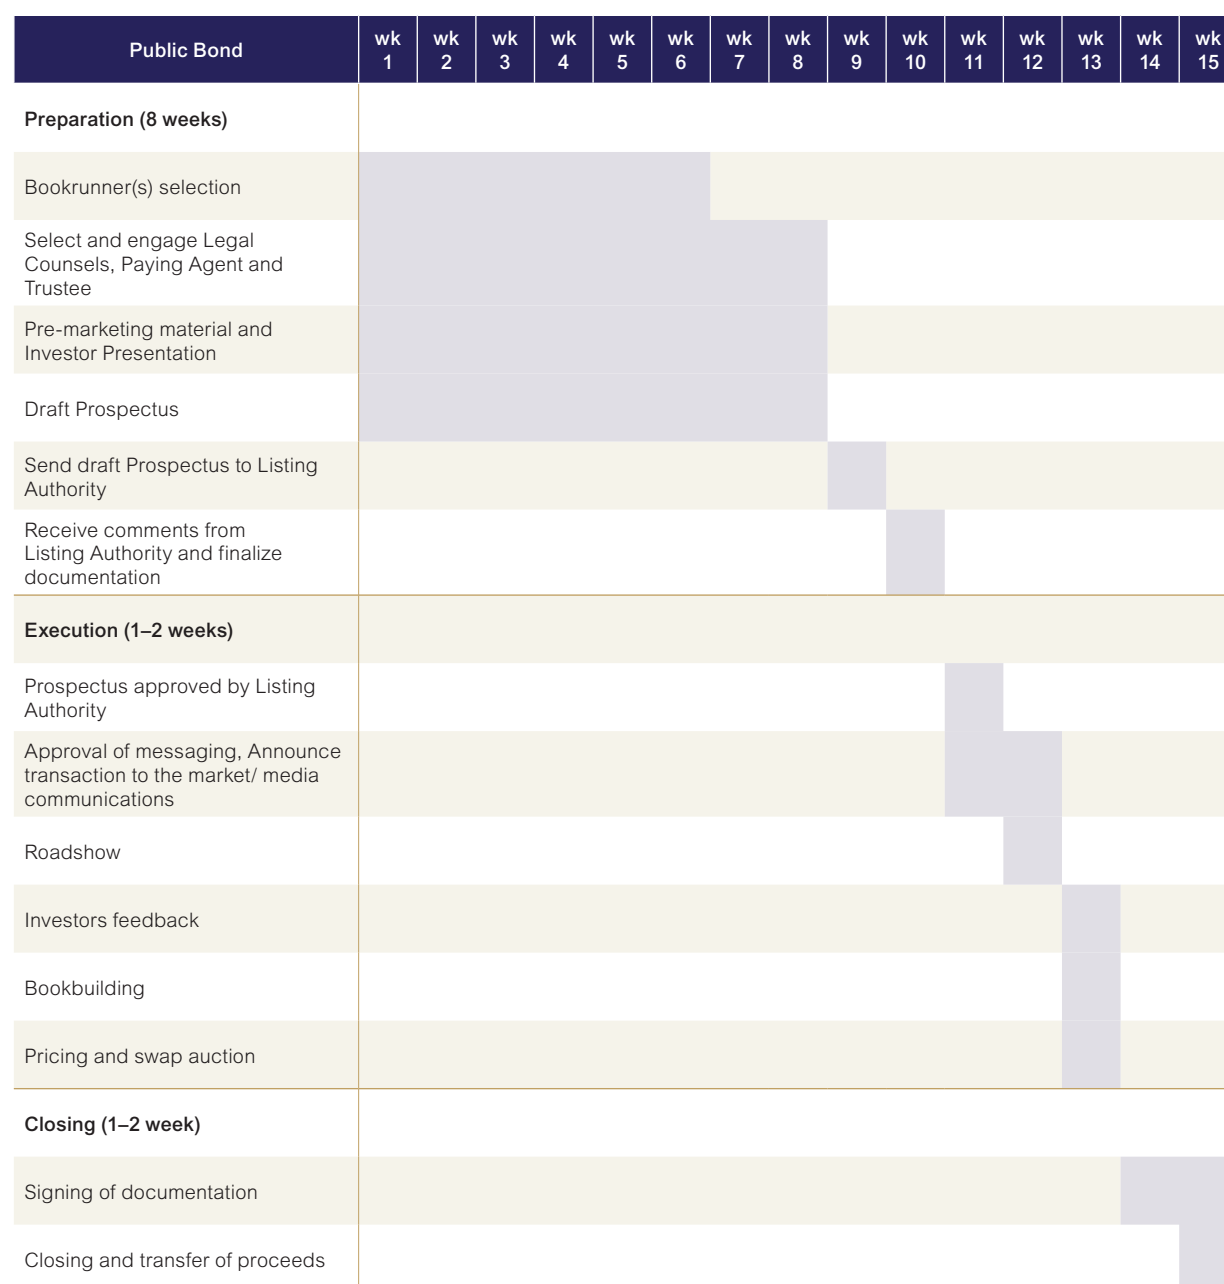 Public Bond
wk 1
wk 2
wk 3
wk 4
wk 5
wk 6
wk 7
wk 8
wk 9
wk 10
wk 11
wk 12
wk 13
wk 14
wk 15
Preparation (8 weeks)
Bookrunner(s) selection
Select and engage Legal
Counsels, Paying Agent and
Trustee
Pre-marketing material and
Investor Presentation
Draft Prospectus
Send draft Prospectus to Listing
Authority
Receive comments from
Listing Authority and finalize
documentation
Execution (1–2 weeks)
Prospectus approved by Listing
Authority
Approval of messaging, Announce
transaction to the market/ media
communications
Roadshow
Investors feedback
Bookbuilding
Pricing and swap auction
Closing (1–2 week)
Signing of documentation
Closing and transfer of proceeds